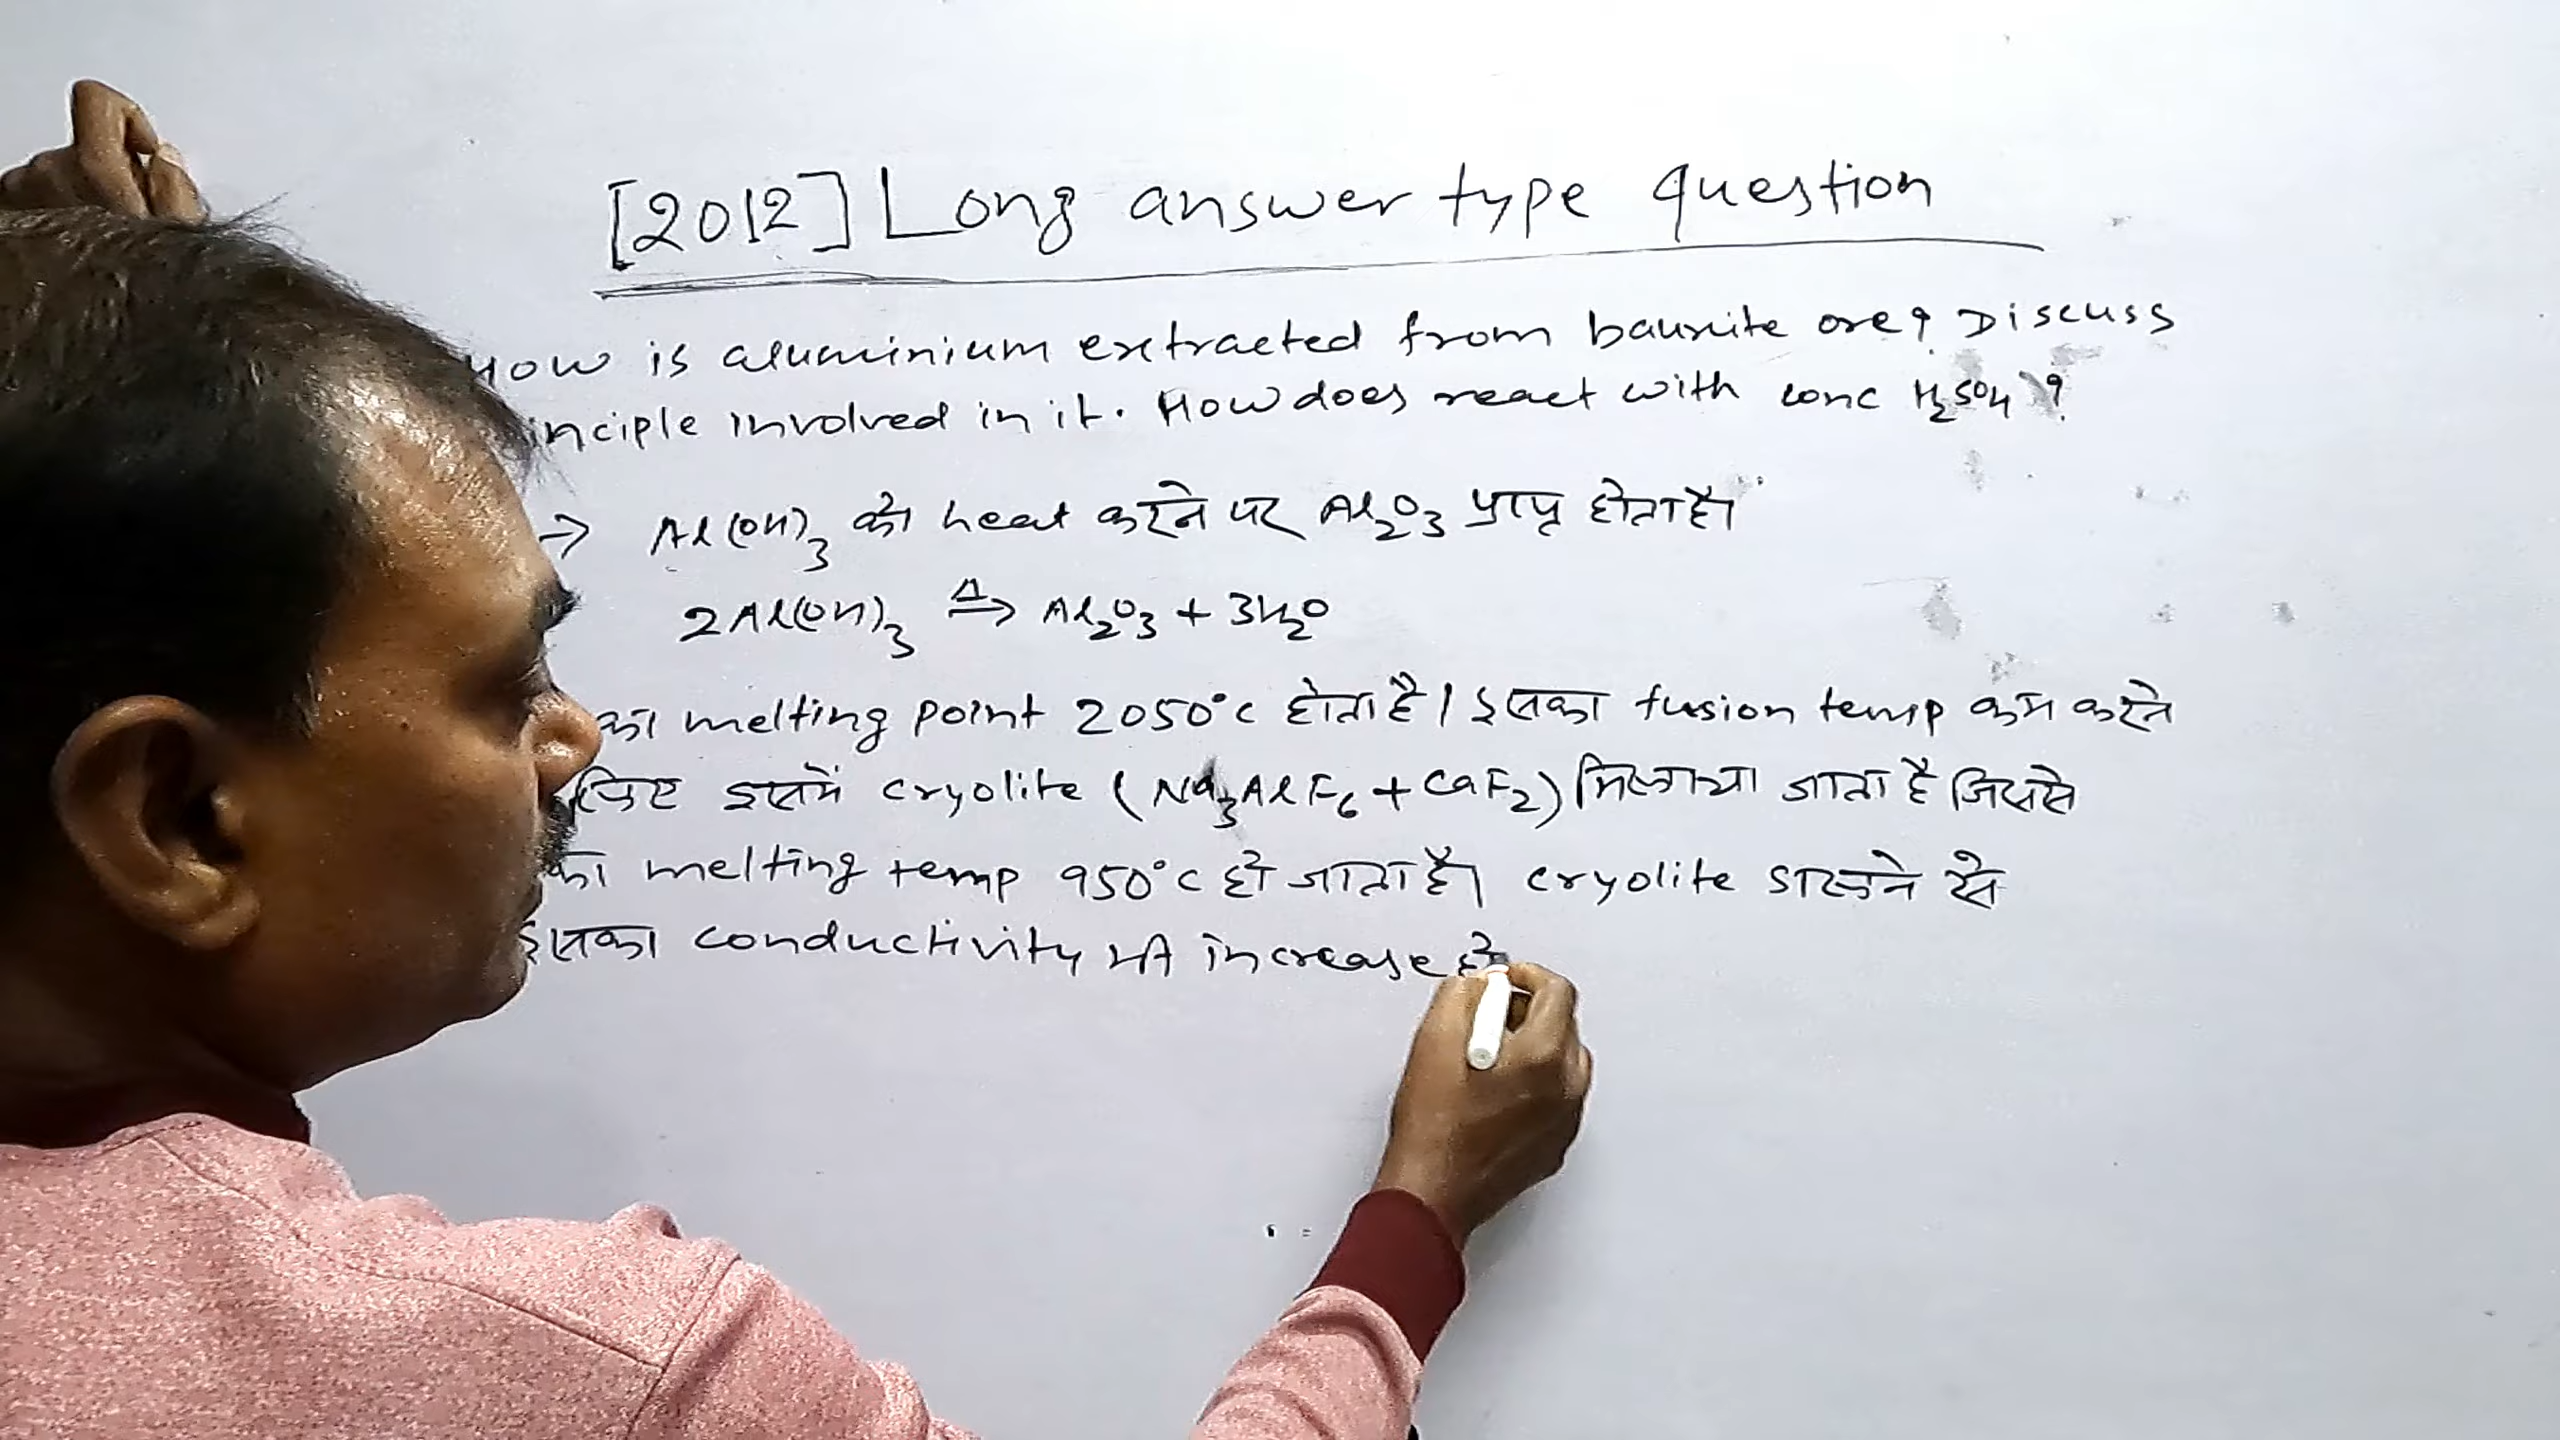 [2012] Long answer type question
How is aluminium extracted from bauxite ore? Discuss
inciple involved in it. How does react with conc H₂SO₄?
→ Al(OH)₃ को heat करने पर Al₂O₃ प्राप्त होता है।
2Al(OH)₃ ⇒ᐃ Al₂O₃ + 3H₂O
का melting point 2050°c होता है। इसका fusion temp कम करने
लिए इसमें cryolite (Na₃AlF₆ + CaF₂) मिलाया जाता है जिससे
का melting temp 950°c हो जाता है। cryolite डालने से
इसका conductivity भी increase हो